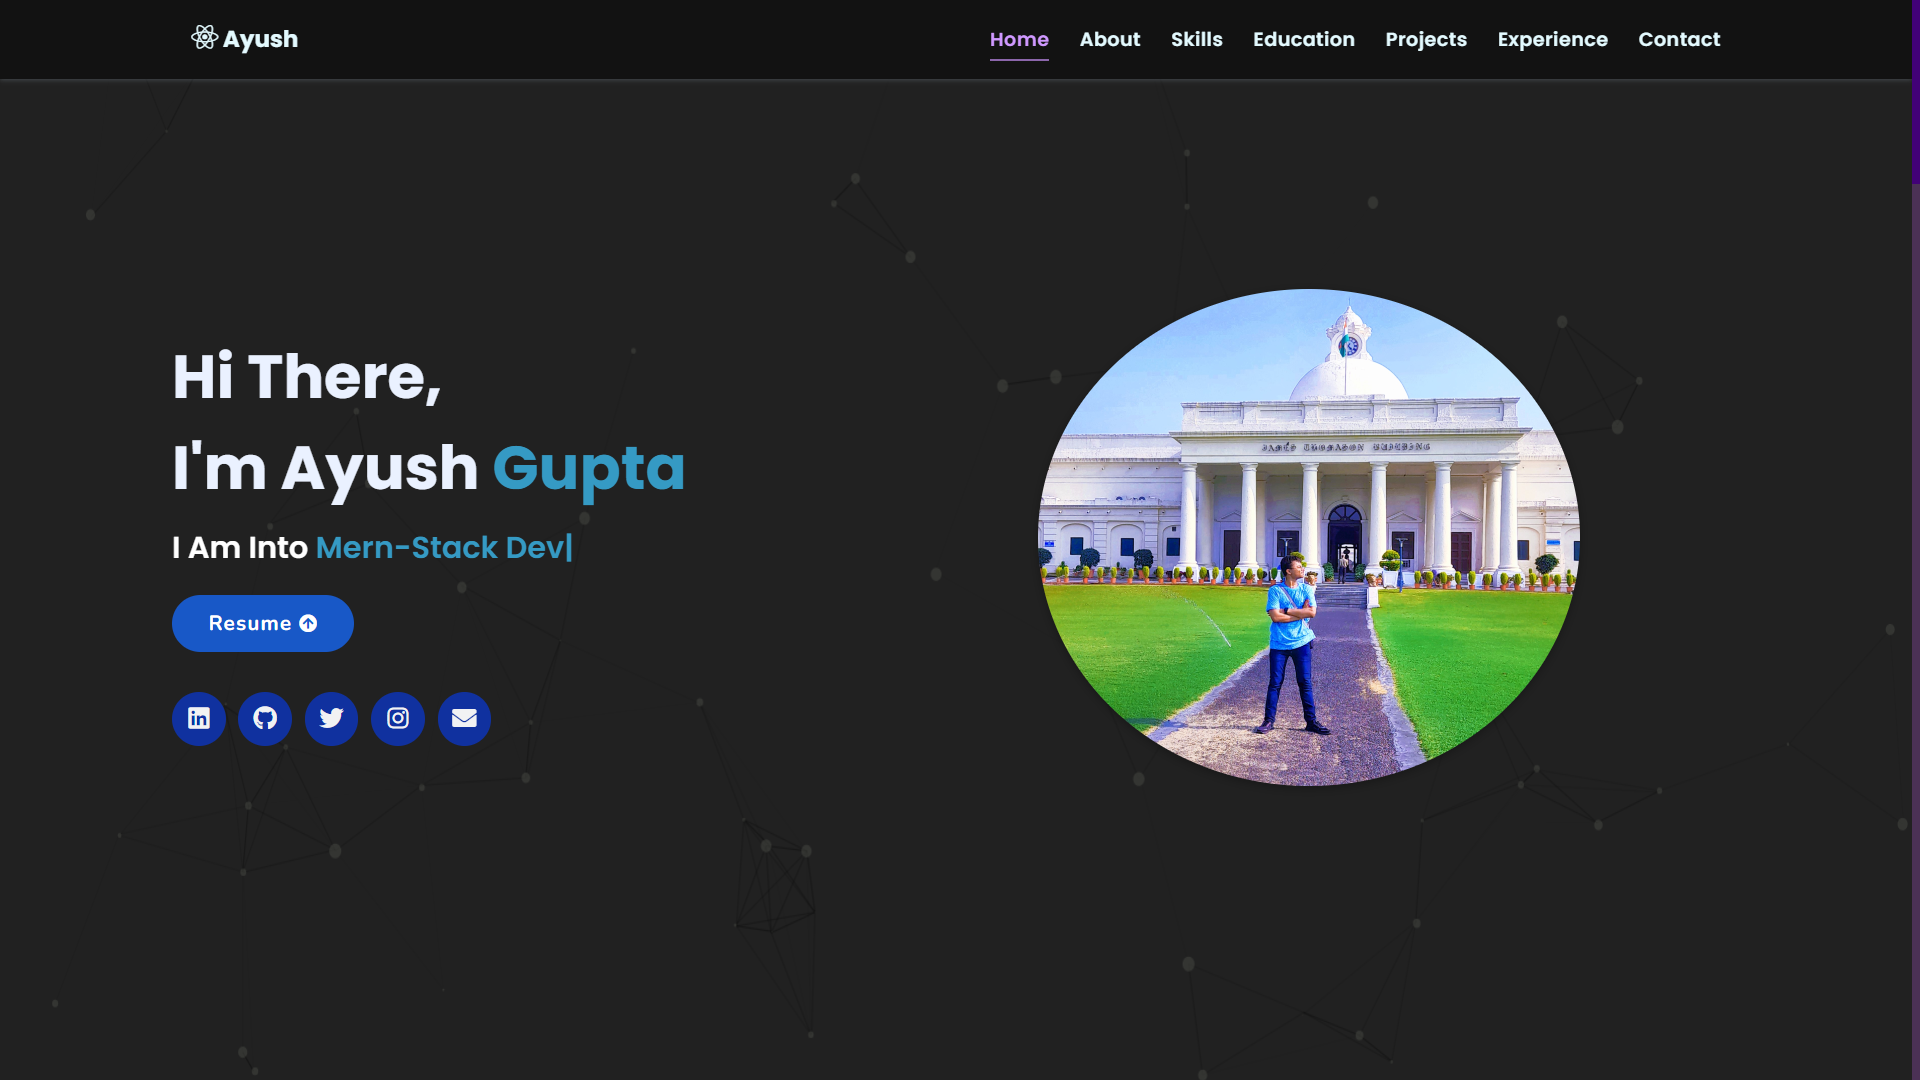 Ayush
Home About Skills Education Projects Experience Contact
Hi There,
I'm Ayush Gupta
I Am Into Mern-Stack Dev|
Resume
JAMES THOMASON BUILDING